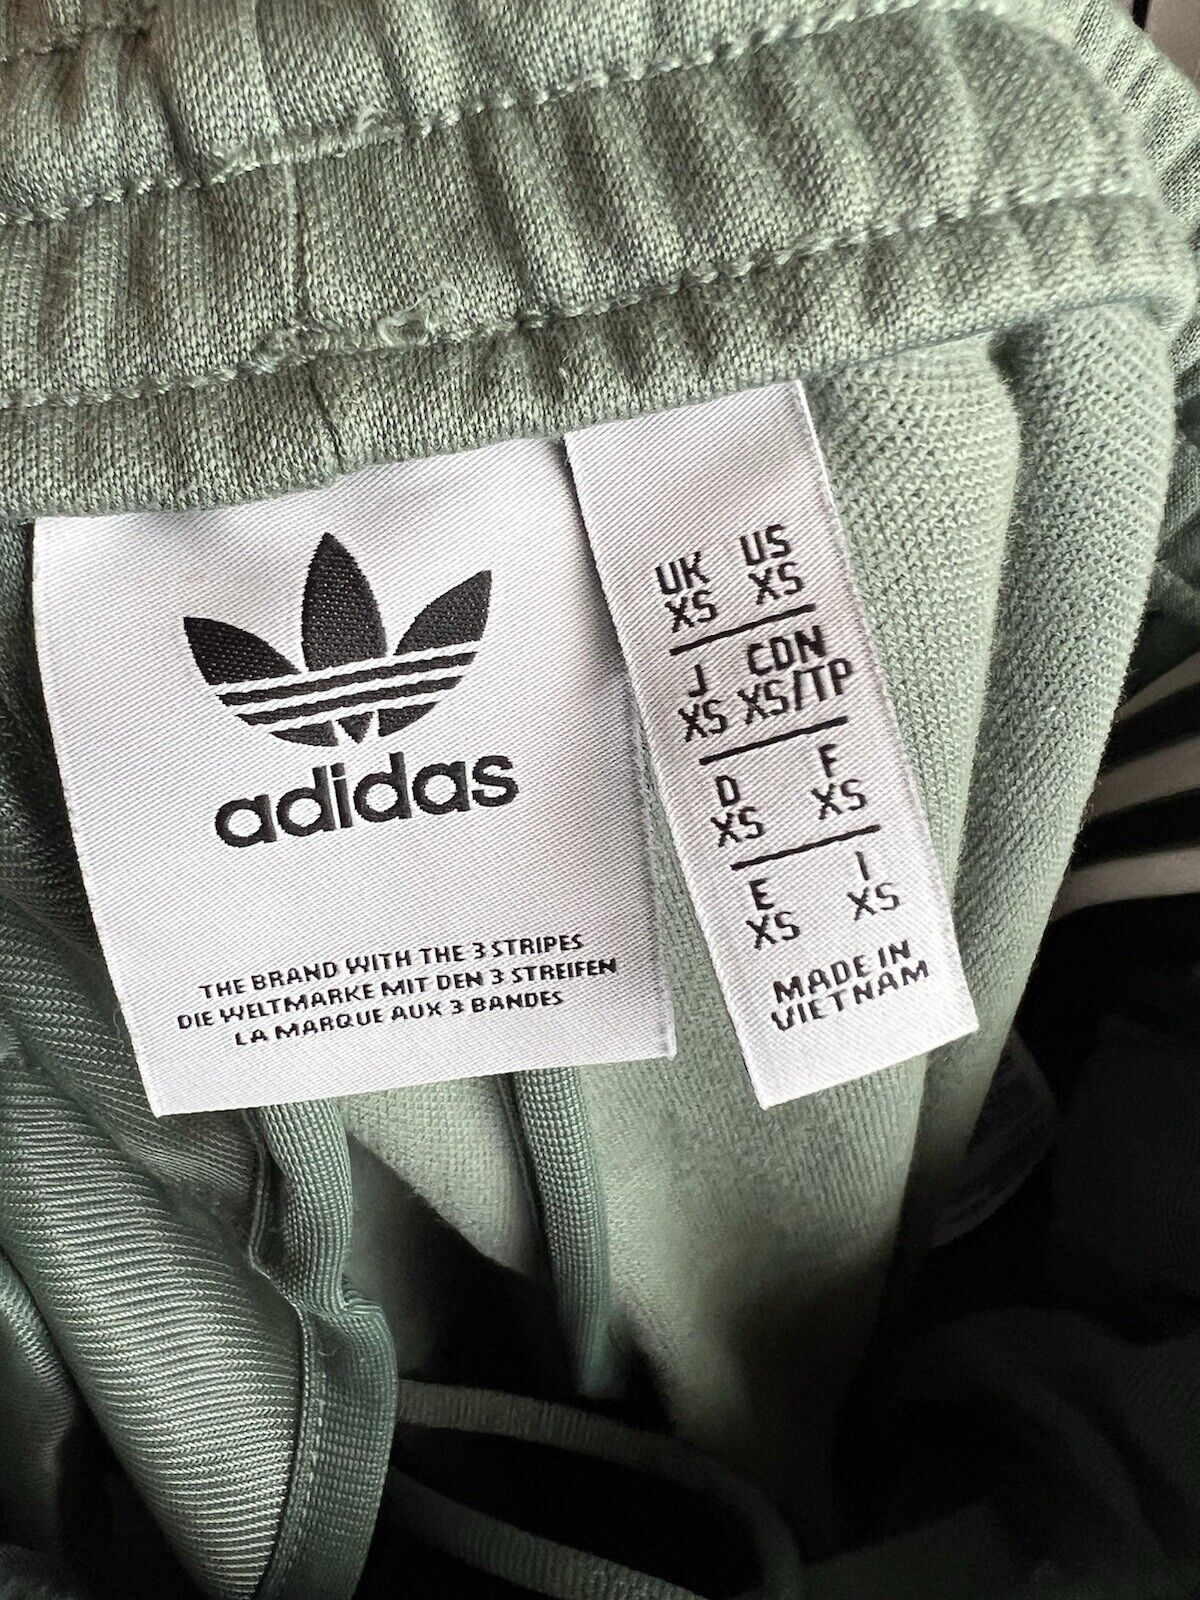 adidas
THE BRAND WITH THE 3 STRIPES
DIE WELTMARKE MIT DEN 3 STREIFEN
LA MARQUE AUX 3 BANDES
UK US
XS XS
J CDN
XS XS/TP
D F
XS XS
E I
XS XS
MADE IN
VIETNAM